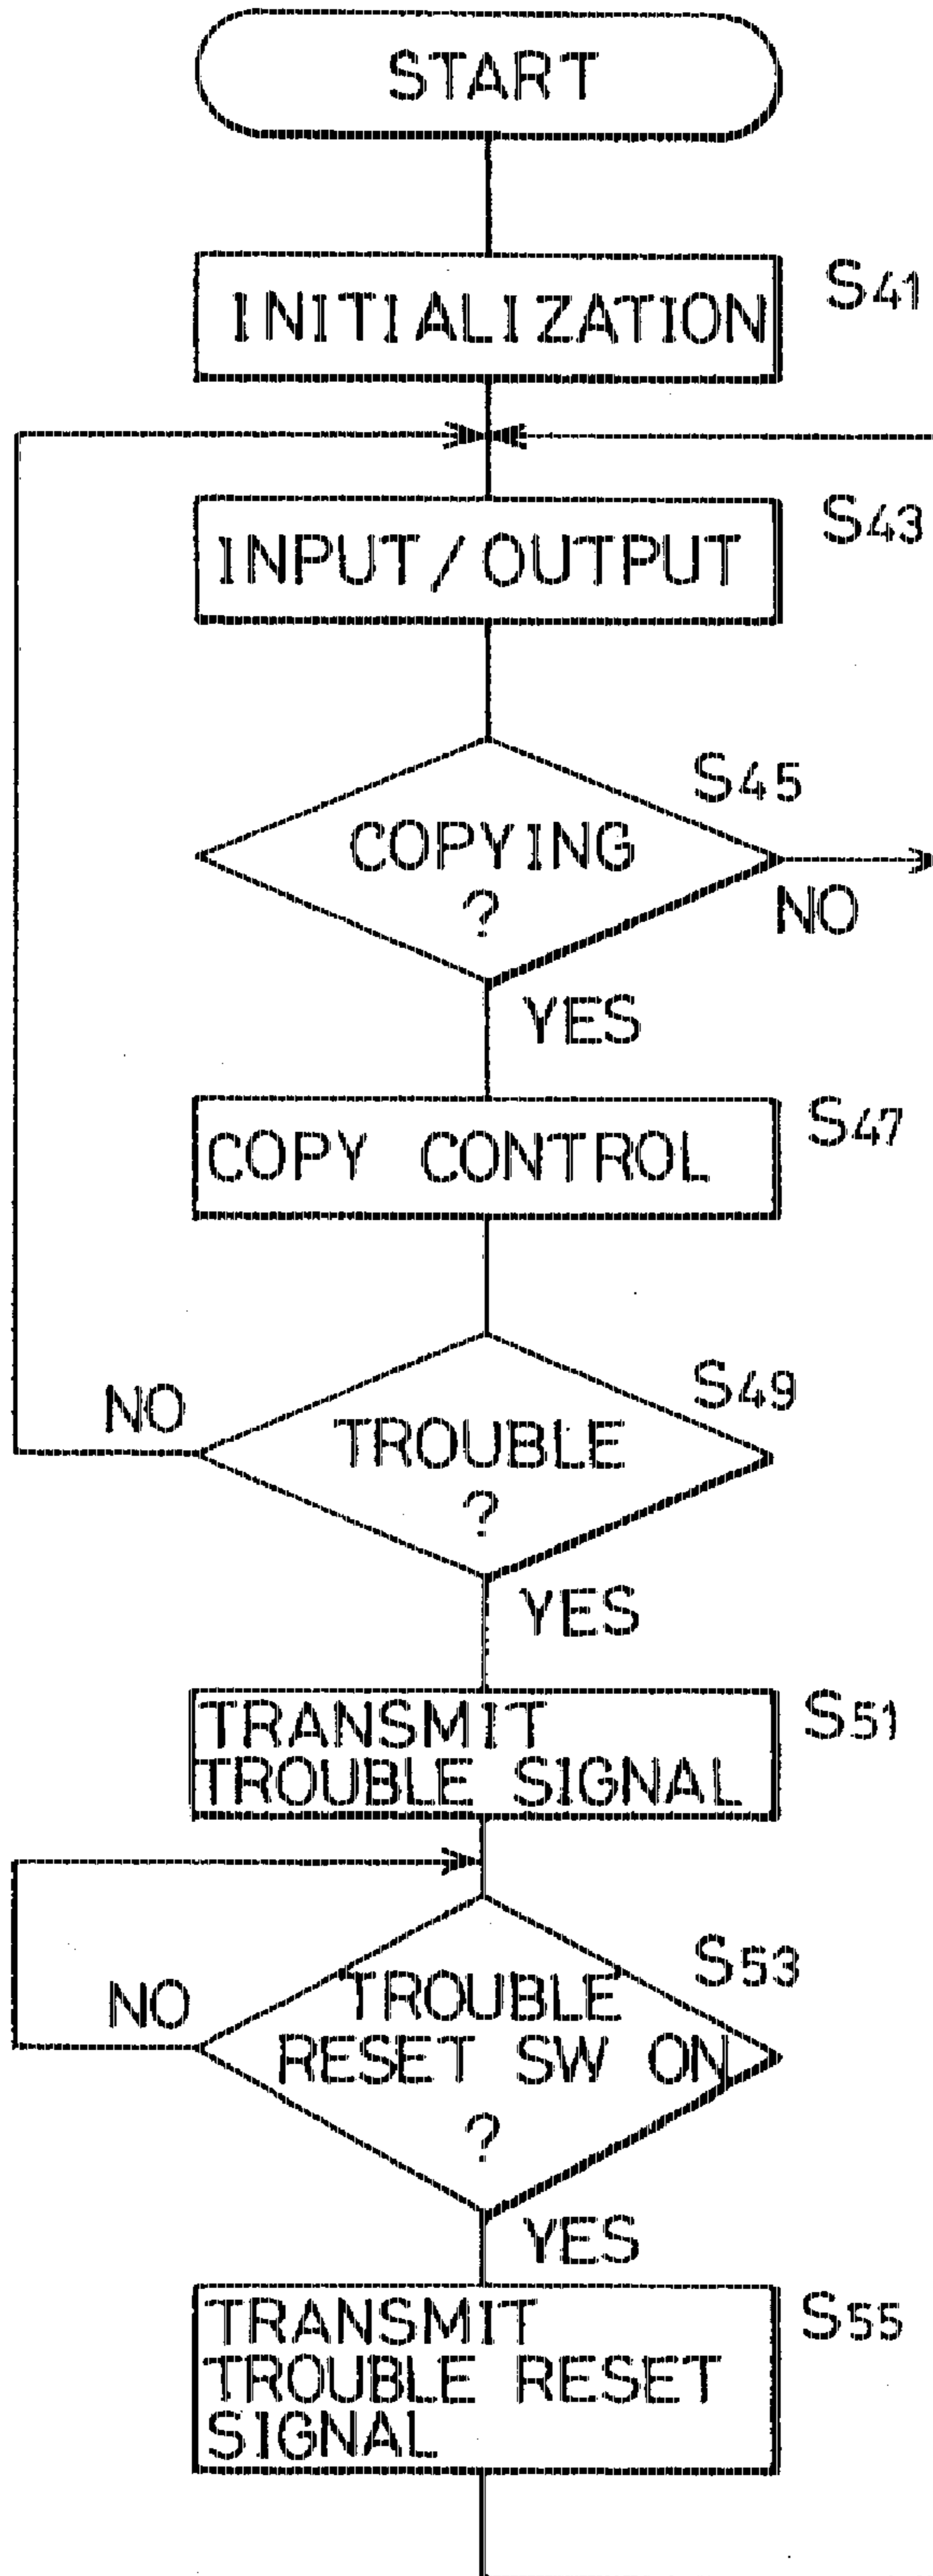 START
INITIALIZATION
S41
INPUT/OUTPUT
S43
S45
COPYING
?
NO
YES
COPY CONTROL
S47
S49
NO
TROUBLE
?
YES
TRANSMIT
TROUBLE SIGNAL
S51
S53
NO
TROUBLE
RESET SW ON
?
YES
TRANSMIT
TROUBLE RESET
SIGNAL
S55